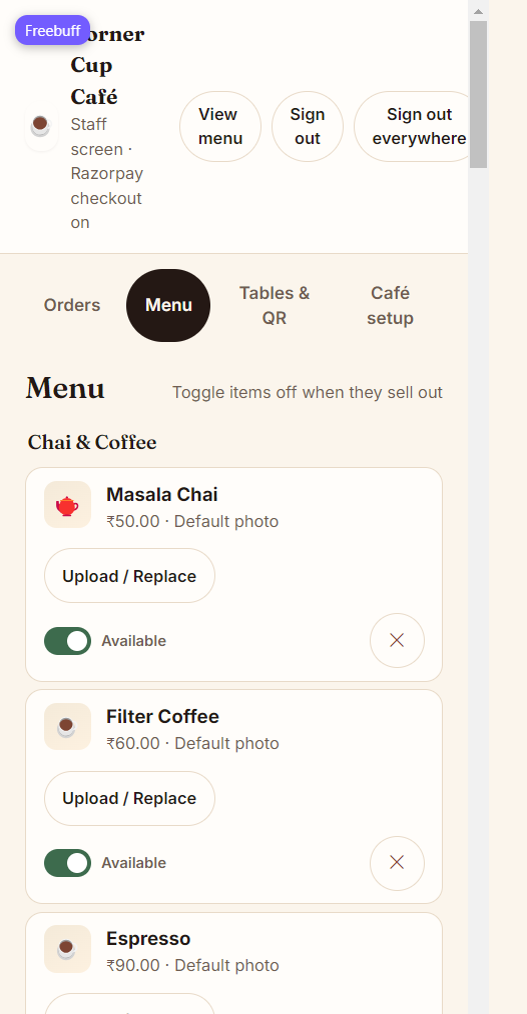 Freebuff
Corner
Cup
Café
Staff
screen ·
Razorpay
checkout
on
View
menu
Sign
out
Sign out
everywhere
Orders
Menu
Tables &
QR
Café
setup
Menu
Toggle items off when they sell out
Chai & Coffee
Masala Chai
₹50.00 · Default photo
Upload / Replace
Available
Filter Coffee
₹60.00 · Default photo
Upload / Replace
Available
Espresso
₹90.00 · Default photo